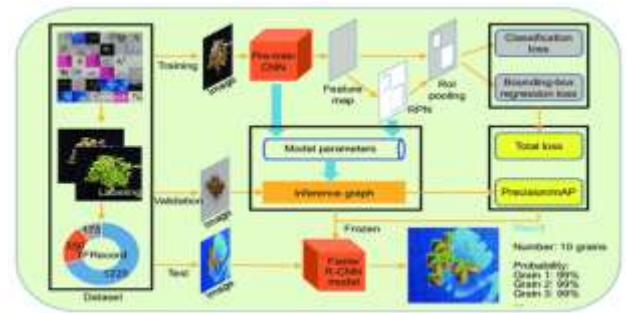 Training
Image
Pre-train
CNN
Feature
map
RPN
RoI
pooling
Classification
loss
Bounding-box
regression loss
Labeling
Model parameters
Total loss
Validation
Image
Inference graph
Precision/mAP
TFRecord
1223
Dataset
Test
Image
Frozen
Faster
R-CNN
model
Result
Number: 10 grains
Probability:
Grain 1: 99%
Grain 2: 99%
Grain 3: 99%